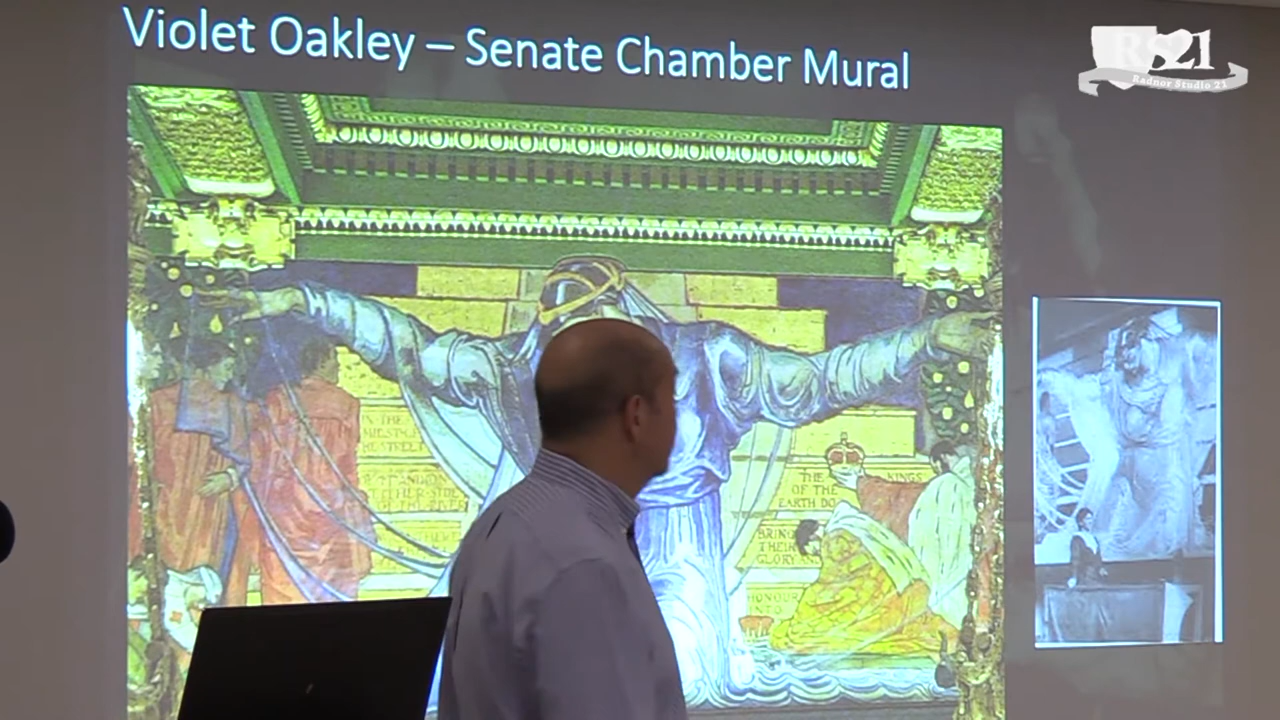 Violet Oakley – Senate Chamber Mural
RS21
Radnor Studio 21
THE KINGS
OF THE
EARTH DO
BRING
THEIR
GLORY
HONOUR
INTO